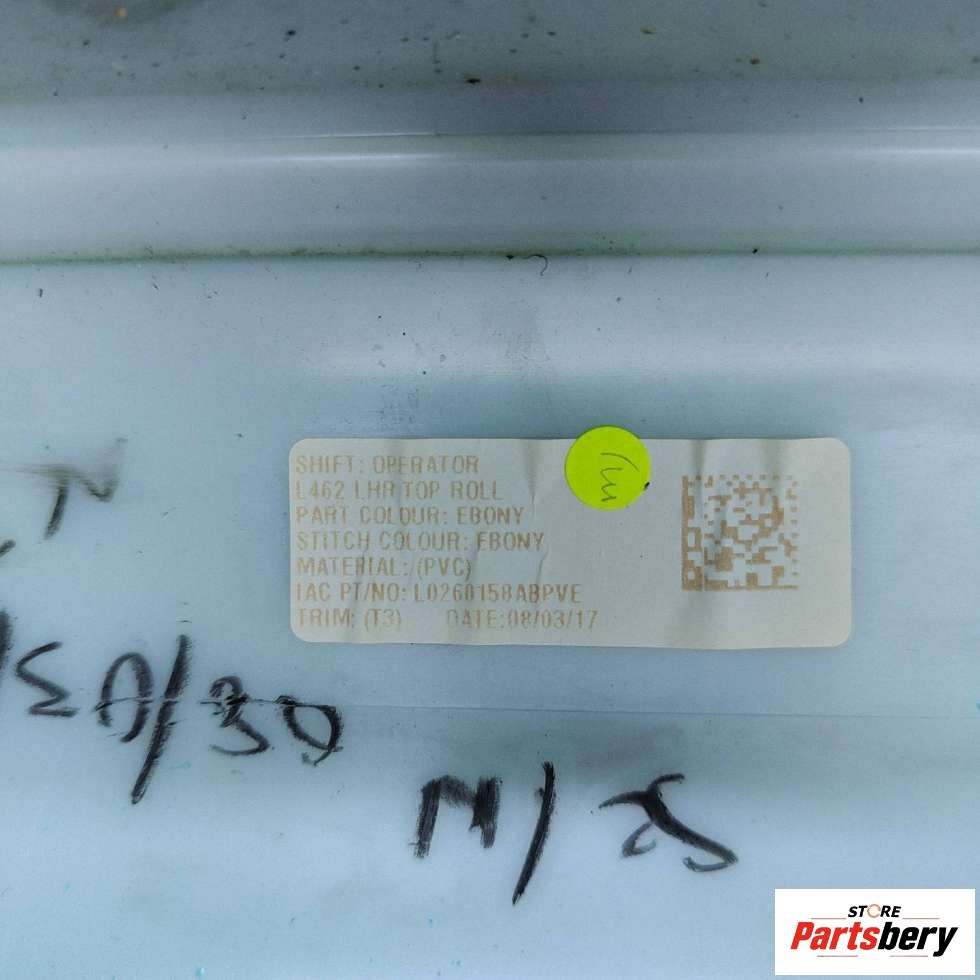 SHIFT: OPERATOR
L462 LHR TOP ROLL
PART COLOUR: EBONY
STITCH COLOUR: EBONY
MATERIAL: (PVC)
IAC PT/NO: L0260158ABPVE
TRIM: (T3) DATE:08/03/17
N/S
STORE
Partsbery